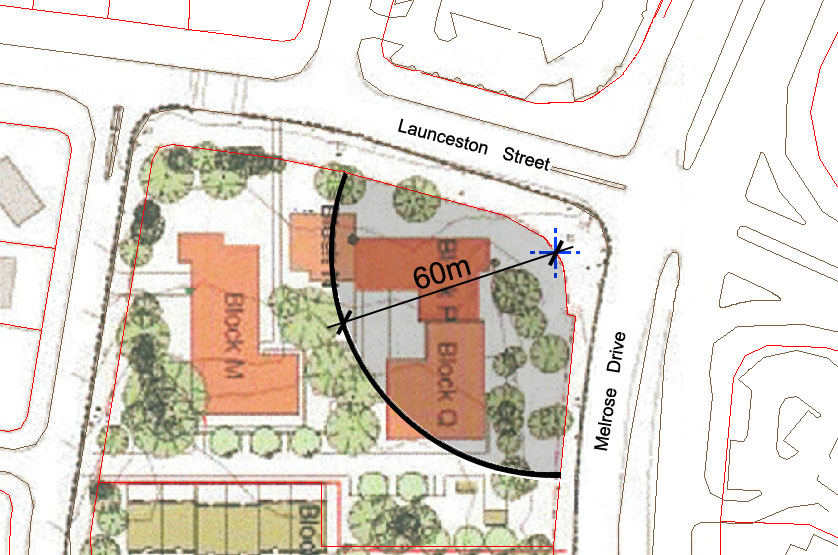 Launceston Street
60m
Block M
Block Q
Melrose Drive